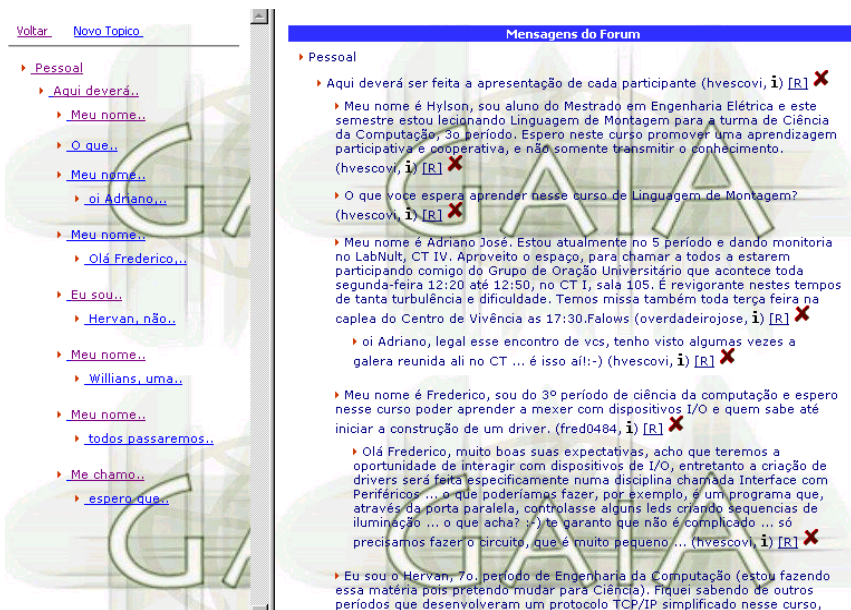 Voltar Novo Topico
Pessoal
Aqui deverá..
Meu nome..
O que..
Meu nome..
oi Adriano,..
Meu nome..
Olá Frederico,..
Eu sou..
Hervan, não..
Meu nome..
Willians, uma..
Meu nome..
todos passaremos..
Me chamo..
espero que..
Mensagens do Forum
Pessoal
Aqui deverá ser feita a apresentação de cada participante (hvescovi, i) [R]
Meu nome é Hylson, sou aluno do Mestrado em Engenharia Elétrica e este
semestre estou lecionando Linguagem de Montagem para a turma de Ciência
da Computação, 3o período. Espero neste curso promover uma aprendizagem
participativa e cooperativa, e não somente transmitir o conhecimento.
(hvescovi, i) [R]
O que voce espera aprender nesse curso de Linguagem de Montagem?
(hvescovi, i) [R]
Meu nome é Adriano José. Estou atualmente no 5 período e dando monitoria
no LabNult, CT IV. Aproveito o espaço, para chamar a todos a estarem
participando comigo do Grupo de Oração Universitário que acontece toda
segunda-feira 12:20 até 12:50, no CT I, sala 105. É revigorante nestes tempos
de tanta turbulência e dificuldade. Temos missa também toda terça feira na
caplea do Centro de Vivência as 17:30.Falows (overdadeirojose, i) [R]
oi Adriano, legal esse encontro de vcs, tenho visto algumas vezes a
galera reunida ali no CT ... é isso aí!:-) (hvescovi, i) [R]
Meu nome é Frederico, sou do 3º período de ciência da computação e espero
nesse curso poder aprender a mexer com dispositivos I/O e quem sabe até
iniciar a construção de um driver. (fred0484, i) [R]
Olá Frederico, muito boas suas expectativas, acho que teremos a
oportunidade de interagir com dispositivos de I/O, entretanto a criação de
drivers será feita especificamente numa disciplina chamada Interface com
Periféricos ... o que poderíamos fazer, por exemplo, é um programa que,
através da porta paralela, controlasse alguns leds criando sequencias de
iluminação ... o que acha? :-) te garanto que não é complicado ... só
precisamos fazer o circuito, que é muito pequeno ... (hvescovi, i) [R]
Eu sou o Hervan, 7o. período de Engenharia da Computação (estou fazendo
essa matéria pois pretendo mudar para Ciência). Fiquei sabendo de outros
períodos que desenvolveram um protocolo TCP/IP simplificado nesse curso,
GAIA
GAIA